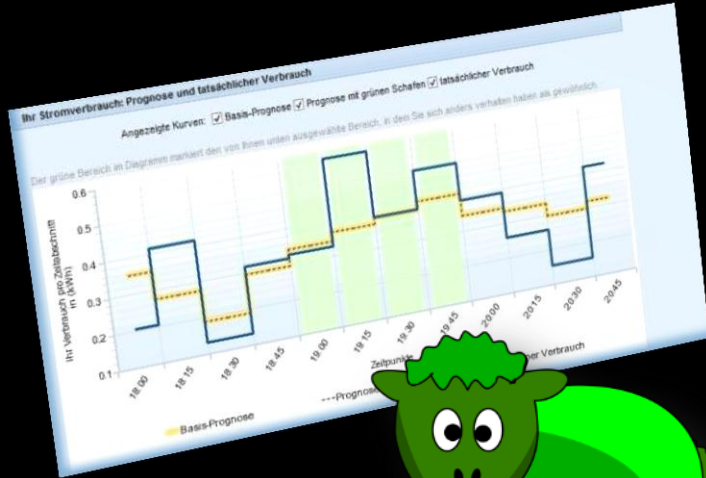 Ihr Stromverbrauch: Prognose und tatsächlicher Verbrauch
Angezeigte Kurven: Basis-Prognose Prognose mit grünen Schafen tatsächlicher Verbrauch
Der grüne Bereich im Diagramm markiert den von Ihnen unten ausgewählte Bereich, in dem Sie sich anders verhalten haben als gewöhnlich.
Ihr Verbrauch pro Zeitabschnitt
in (kWh)
0.6
0.5
0.4
0.3
0.2
0.1
18:00
18:15
18:30
18:45
19:00
19:15
19:30
19:45
20:00
20:15
20:30
20:45
Zeitpunkt
Basis-Prognose
Prognose
Verbrauch